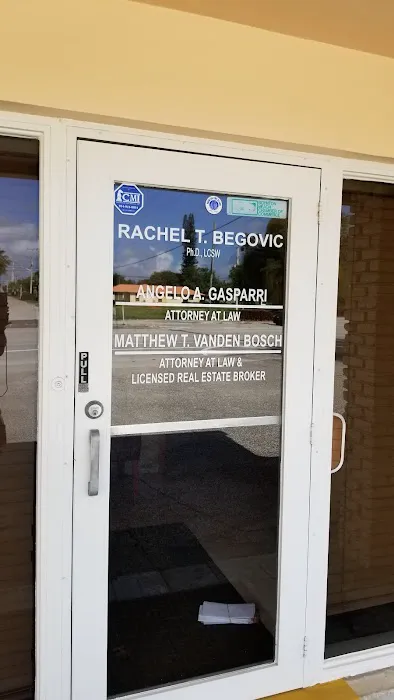 CMI
RACHEL T. BEGOVIC
Ph.D., LCSW
ANGELO A. GASPARRI
ATTORNEY AT LAW
MATTHEW T. VANDEN BOSCH
ATTORNEY AT LAW &
LICENSED REAL ESTATE BROKER
PULL